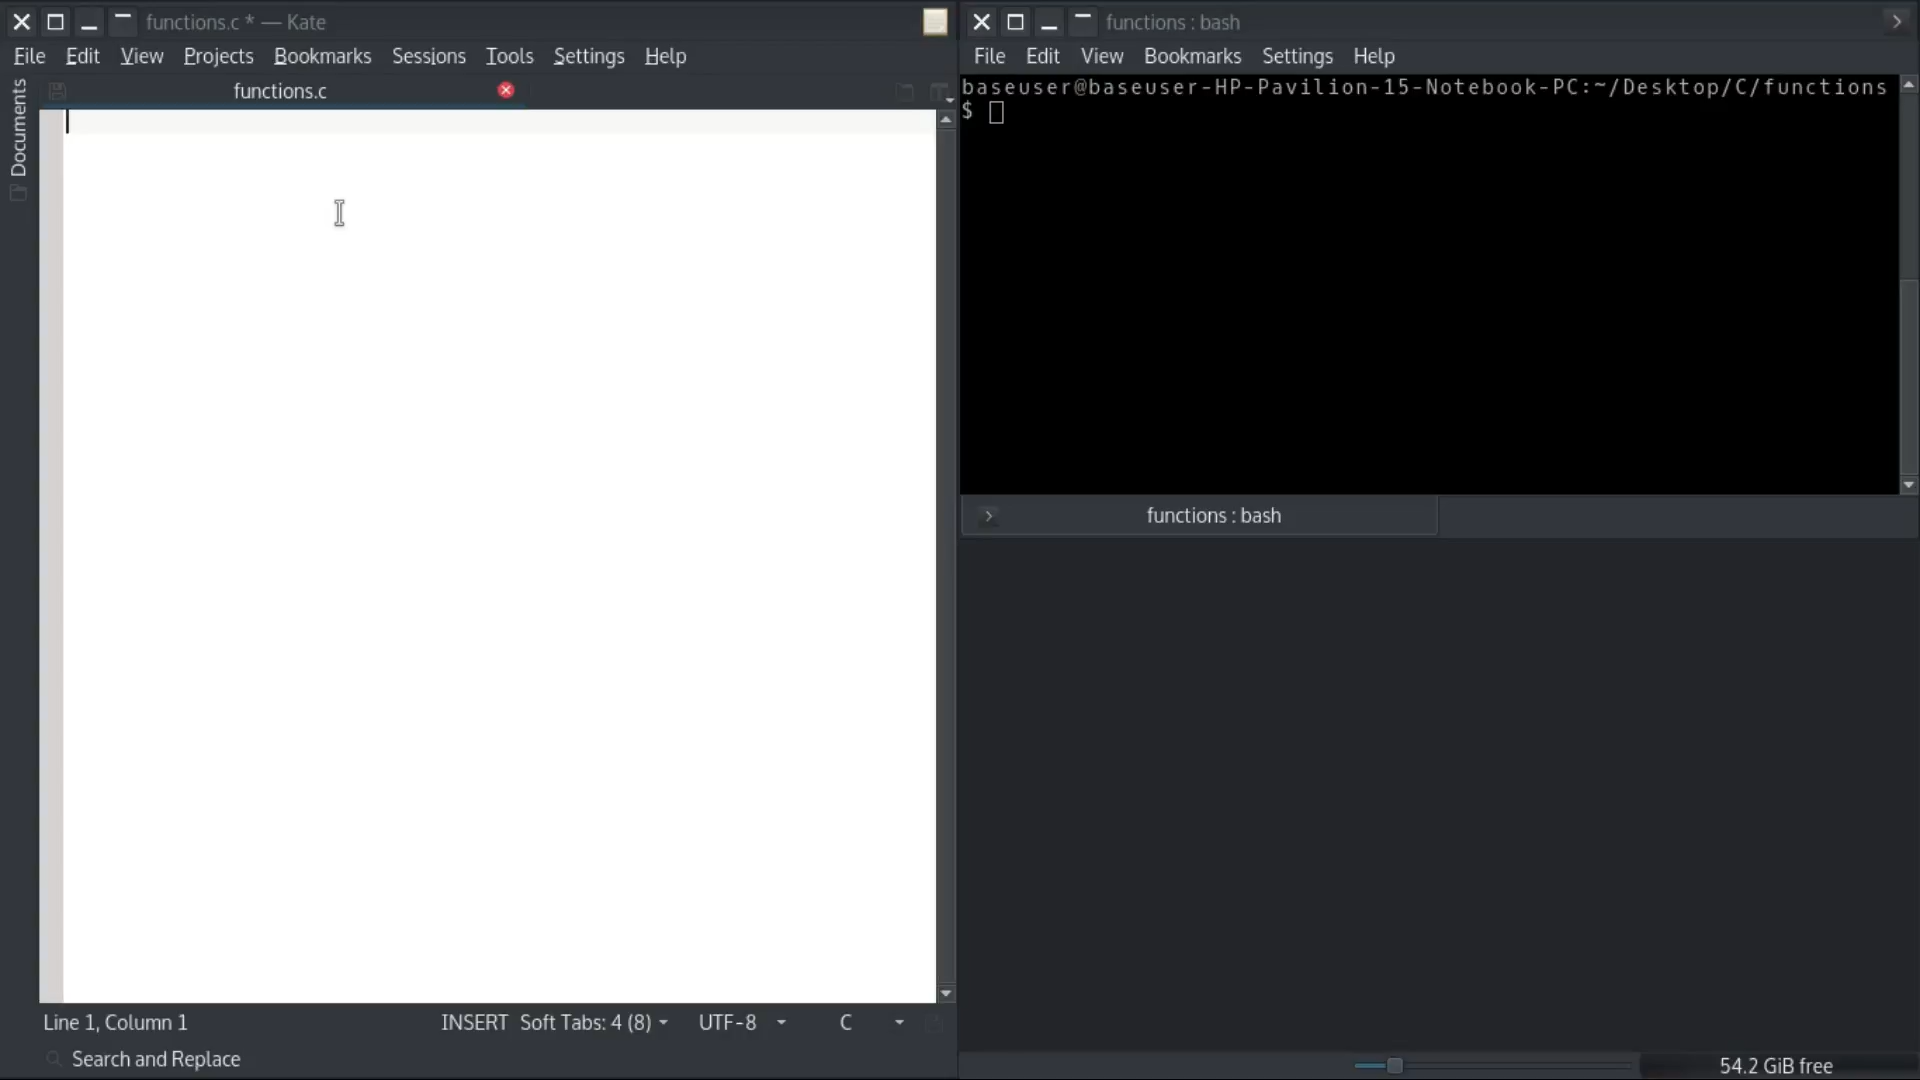 functions.c * — Kate
File Edit View Projects Bookmarks Sessions Tools Settings Help
Documents
functions.c
Line 1, Column 1
INSERT Soft Tabs: 4 (8) UTF-8 C
Search and Replace
functions : bash
File Edit View Bookmarks Settings Help
baseuser@baseuser-HP-Pavilion-15-Notebook-PC:~/Desktop/C/functions
$
functions : bash
54.2 GiB free